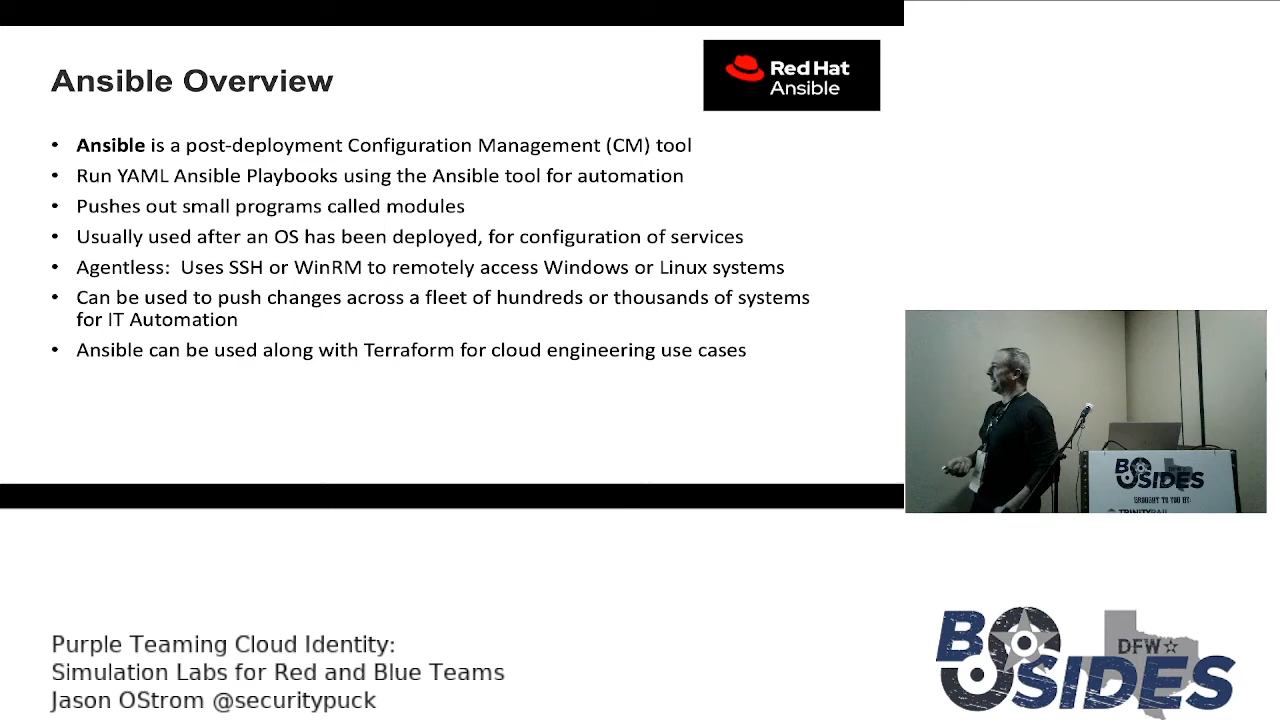 Ansible Overview
Red Hat
Ansible
• Ansible is a post-deployment Configuration Management (CM) tool
• Run YAML Ansible Playbooks using the Ansible tool for automation
• Pushes out small programs called modules
• Usually used after an OS has been deployed, for configuration of services
• Agentless:  Uses SSH or WinRM to remotely access Windows or Linux systems
• Can be used to push changes across a fleet of hundreds or thousands of systems
for IT Automation
• Ansible can be used along with Terraform for cloud engineering use cases
BSIDES
BROUGHT TO YOU BY:
TRINITYRAIL
Purple Teaming Cloud Identity:
Simulation Labs for Red and Blue Teams
Jason OStrom @securitypuck
BSIDES
DFW